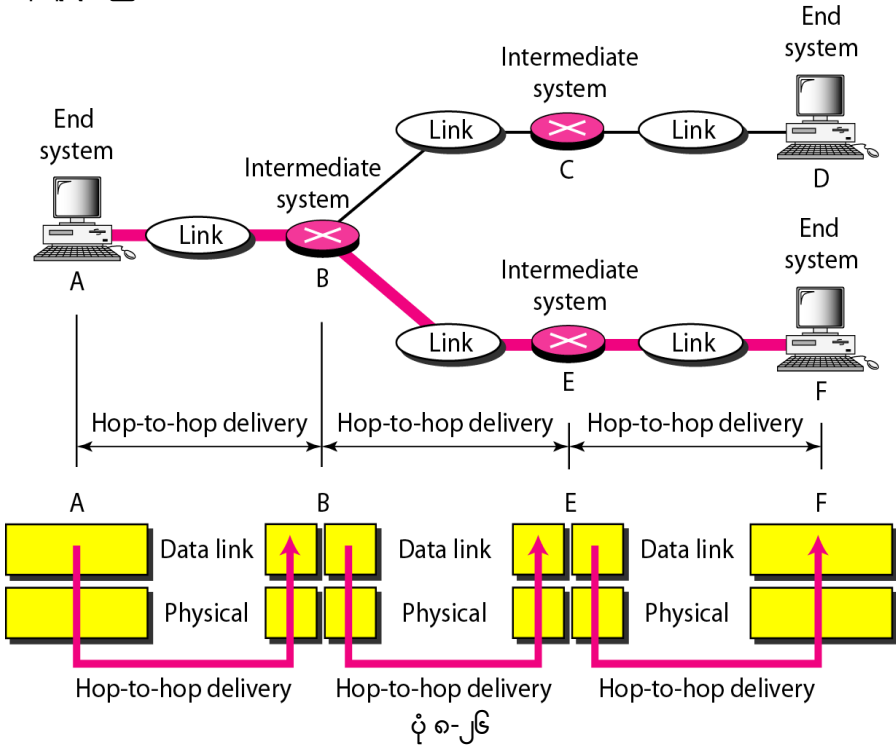 End
system
Intermediate
system
Link
Link
C
D
End
system
Intermediate
system
Link
A
B
End
system
Intermediate
system
Link
Link
E
F
Hop-to-hop delivery
Hop-to-hop delivery
Hop-to-hop delivery
A
B
E
F
Data link
Data link
Data link
Physical
Physical
Physical
Hop-to-hop delivery
Hop-to-hop delivery
Hop-to-hop delivery
ပုံ ၈-၂၆